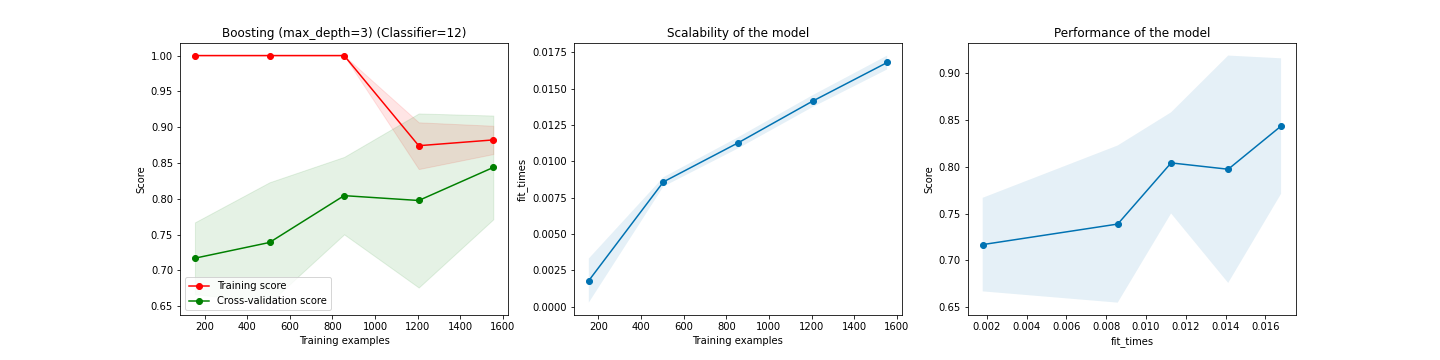 Boosting (max_depth=3) (Classifier=12)
1.00
0.95
0.90
0.85
0.80
0.75
0.70
0.65
Score
Training score
Cross-validation score
200 400 600 800 1000 1200 1400 1600
Training examples
Scalability of the model
0.0175
0.0150
0.0125
0.0100
0.0075
0.0050
0.0025
0.0000
fit_times
200 400 600 800 1000 1200 1400 1600
Training examples
Performance of the model
0.90
0.85
0.80
0.75
0.70
0.65
Score
0.002 0.004 0.006 0.008 0.010 0.012 0.014 0.016
fit_times